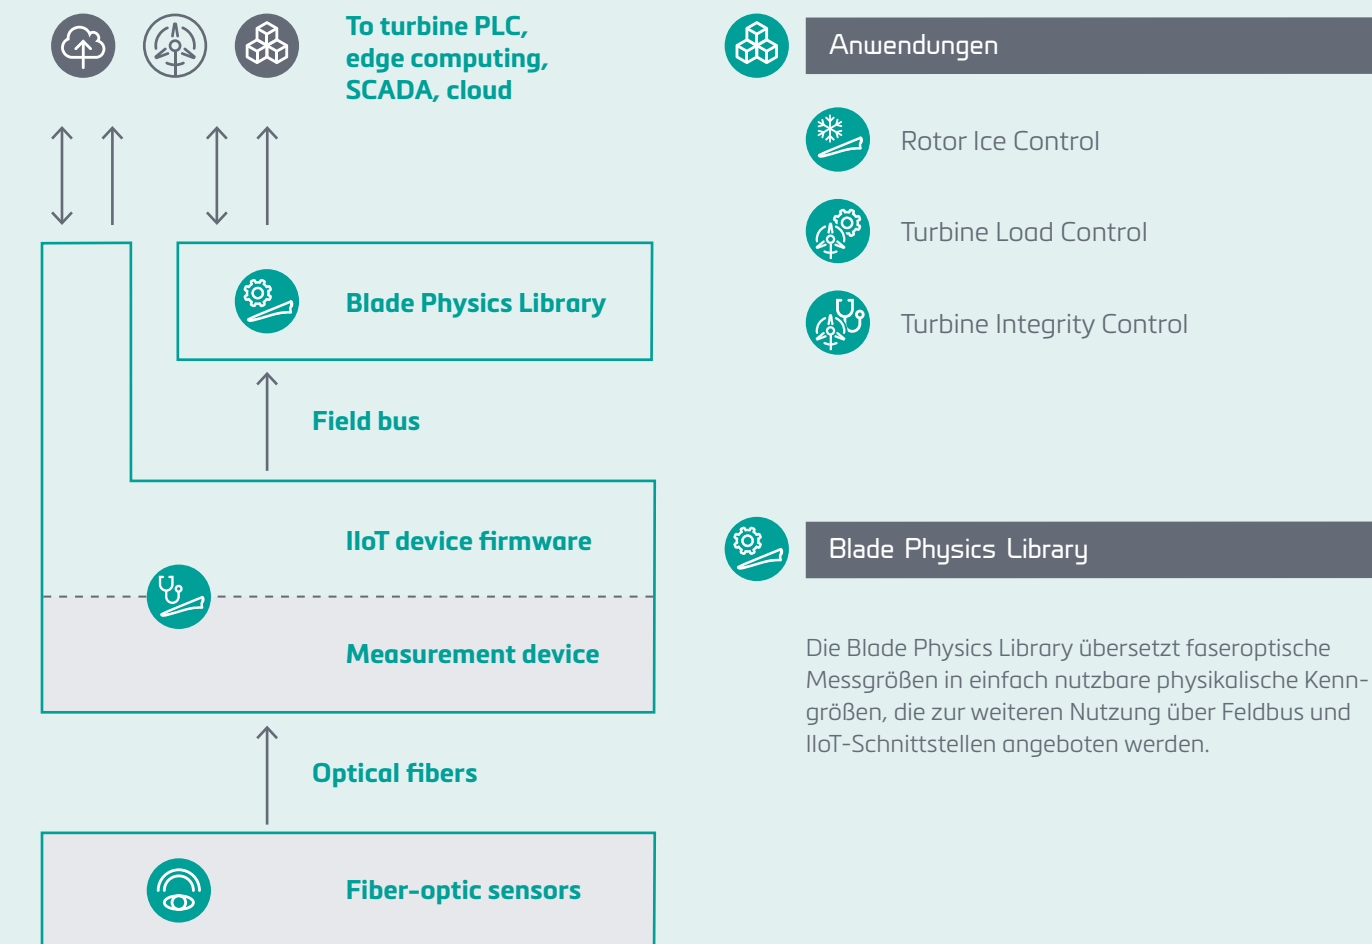 To turbine PLC,
edge computing,
SCADA, cloud
Blade Physics Library
Field bus
IIoT device firmware
Measurement device
Optical fibers
Fiber-optic sensors
Anwendungen
Rotor Ice Control
Turbine Load Control
Turbine Integrity Control
Blade Physics Library
Die Blade Physics Library übersetzt faseroptische
Messgrößen in einfach nutzbare physikalische Kenn-
größen, die zur weiteren Nutzung über Feldbus und
IIoT-Schnittstellen angeboten werden.